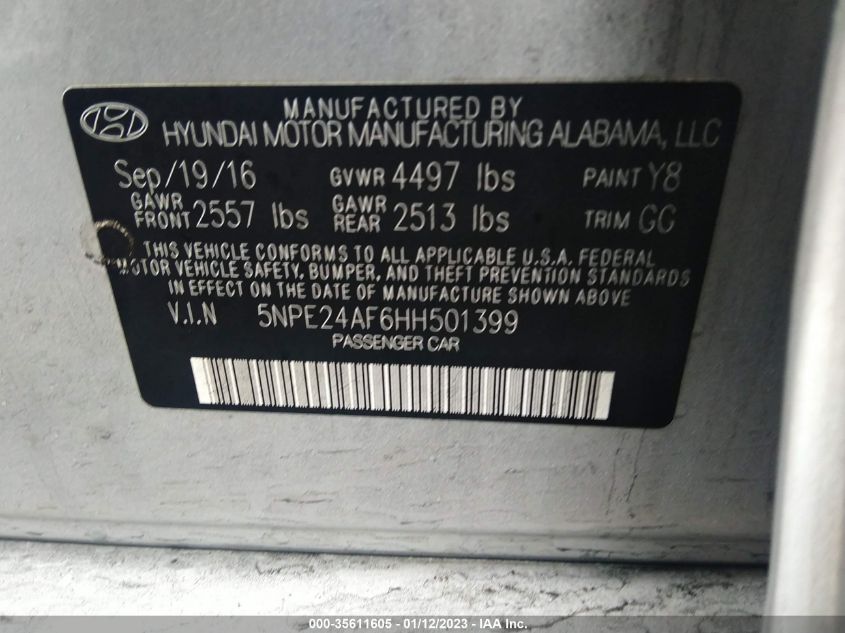 MANUFACTURED BY
HYUNDAI MOTOR MANUFACTURING ALABAMA, LLC
Sep/19/16 GVWR 4497 lbs PAINT Y8
GAWR FRONT 2557 lbs GAWR REAR 2513 lbs TRIM GG
THIS VEHICLE CONFORMS TO ALL APPLICABLE U.S.A. FEDERAL
MOTOR VEHICLE SAFETY, BUMPER, AND THEFT PREVENTION STANDARDS
IN EFFECT ON THE DATE OF MANUFACTURE SHOWN ABOVE
V.I.N 5NPE24AF6HH501399
PASSENGER CAR
000-35611605 - 01/12/2023 - IAA Inc.